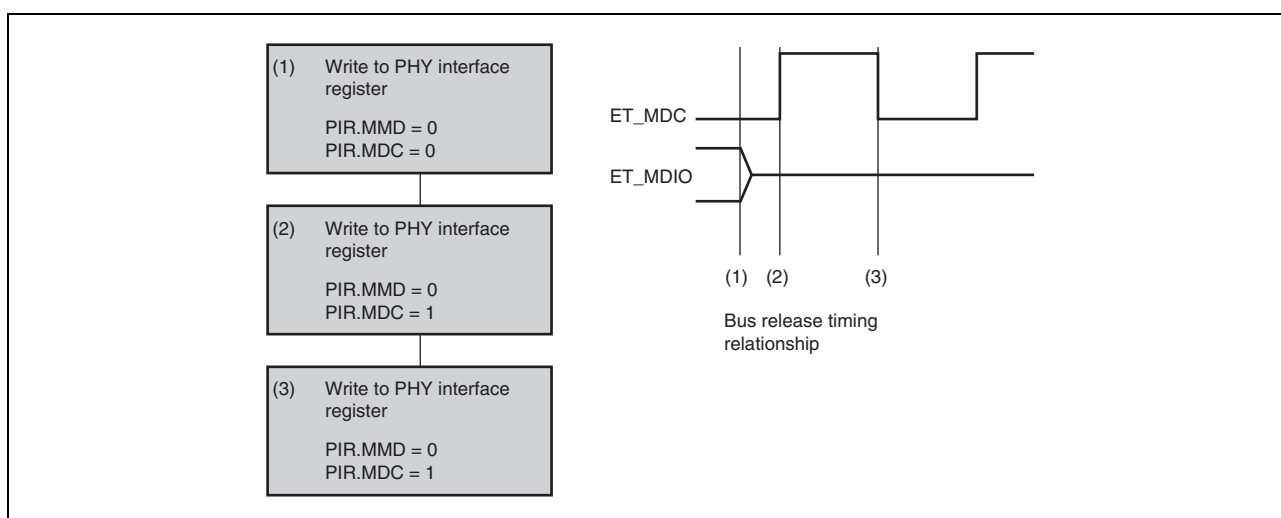 (1) Write to PHY interface
register
PIR.MMD = 0
PIR.MDC = 0
(2) Write to PHY interface
register
PIR.MMD = 0
PIR.MDC = 1
(3) Write to PHY interface
register
PIR.MMD = 0
PIR.MDC = 1
ET_MDC
ET_MDIO
(1) (2) (3)
Bus release timing
relationship